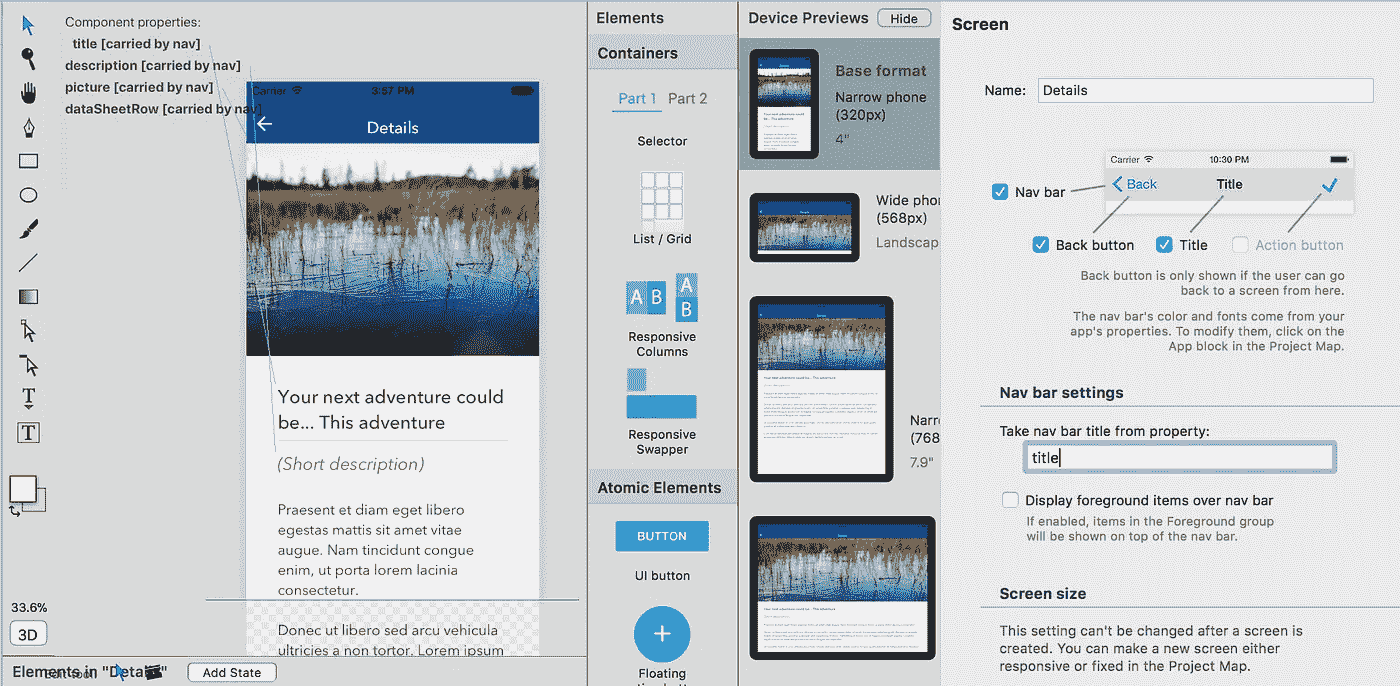 Component properties:
title [carried by nav]
description [carried by nav]
picture [carried by nav]
dataSheetRow [carried by nav]
33.6%
3D
Elements in "Deta
Add State
Carrier
3:57 PM
Details
Your next adventure could
be... This adventure
(Short description)
Praesent et diam eget libero
egestas mattis sit amet vitae
augue. Nam tincidunt congue
enim, ut porta lorem lacinia
consectetur.
Donec ut libero sed arcu vehicula
ultricies a non tortor. Lorem ipsum
Elements
Containers
Part 1 Part 2
Selector
List / Grid
A B
A
B
Responsive
Columns
Responsive
Swapper
Atomic Elements
BUTTON
UI button
Floating
Device Previews
Hide
Base format
Narrow phone
(320px)
4"
Wide phon
(568px)
Landscap
Narr
(768
7.9"
Screen
Name:
Details
Carrier
10:30 PM
Nav bar
Back
Title
Back button
Title
Action button
Back button is only shown if the user can go
back to a screen from here.
The nav bar's color and fonts come from your
app's properties. To modify them, click on the
App block in the Project Map.
Nav bar settings
Take nav bar title from property:
title
Display foreground items over nav bar
If enabled, items in the Foreground group
will be shown on top of the nav bar.
Screen size
This setting can't be changed after a screen is
created. You can make a new screen either
responsive or fixed in the Project Map.